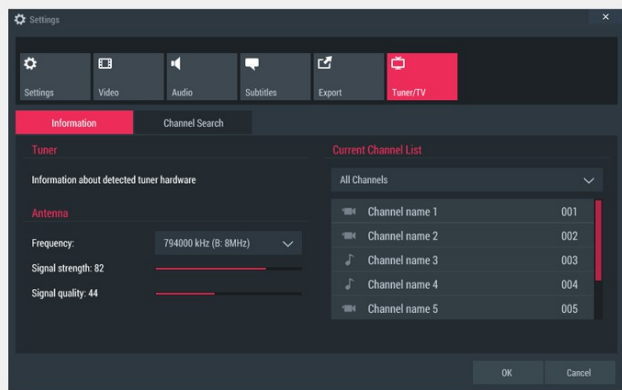 Settings
Settings Video Audio Subtitles Export Tuner/TV
Information Channel Search
Tuner
Information about detected tuner hardware
Antenna
Frequency: 794000 kHz (B: 8MHz)
Signal strength: 82
Signal quality: 44
Current Channel List
All Channels
Channel name 1 001
Channel name 2 002
Channel name 3 003
Channel name 4 004
Channel name 5 005
OK Cancel